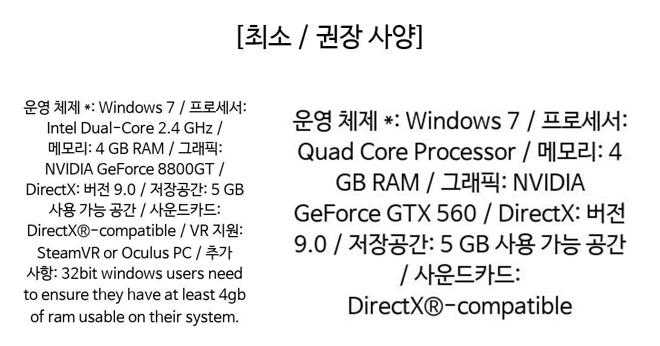 [최소 / 권장 사양]
운영 체제 *: Windows 7 / 프로세서:
Intel Dual-Core 2.4 GHz /
메모리: 4 GB RAM / 그래픽:
NVIDIA GeForce 8800GT /
DirectX: 버전 9.0 / 저장공간: 5 GB
사용 가능 공간 / 사운드카드:
DirectX®-compatible / VR 지원:
SteamVR or Oculus PC / 추가
사항: 32bit windows users need
to ensure they have at least 4gb
of ram usable on their system.
운영 체제 *: Windows 7 / 프로세서:
Quad Core Processor / 메모리: 4
GB RAM / 그래픽: NVIDIA
GeForce GTX 560 / DirectX: 버전
9.0 / 저장공간: 5 GB 사용 가능 공간
/ 사운드카드:
DirectX®-compatible